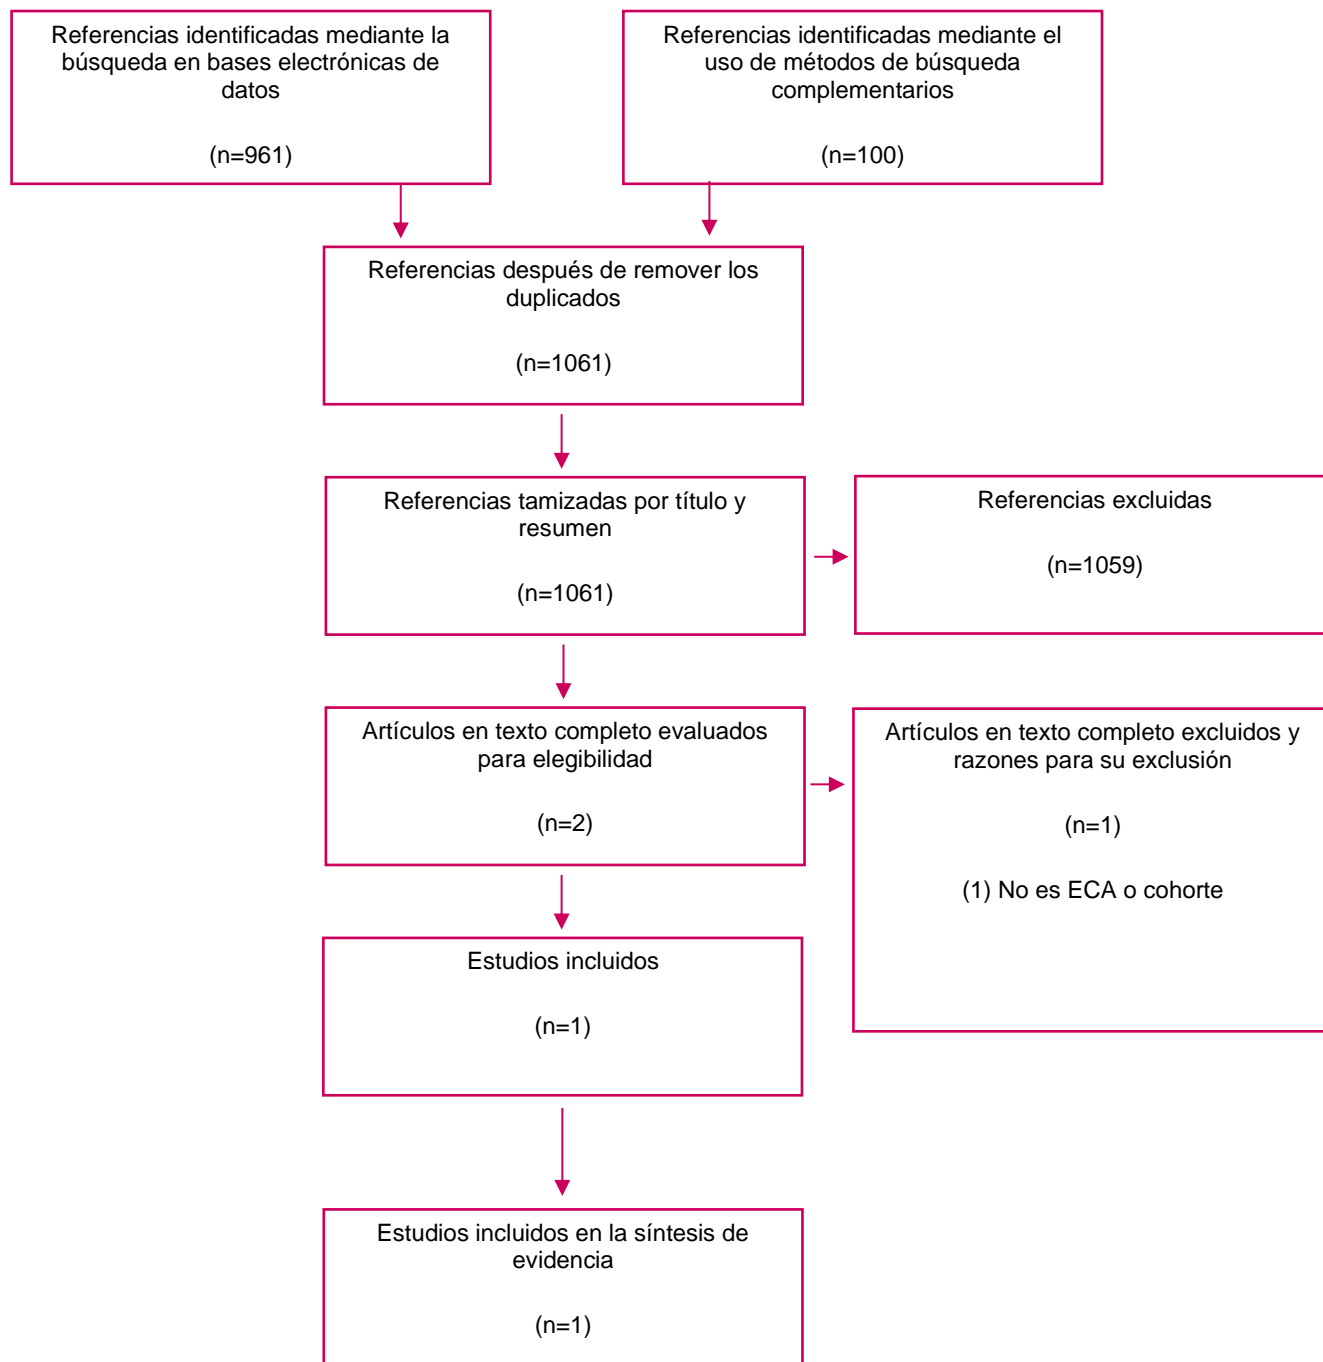 Referencias identificadas mediante la
búsqueda en bases electrónicas de
datos
(n=961)
Referencias identificadas mediante el
uso de métodos de búsqueda
complementarios
(n=100)
Referencias después de remover los
duplicados
(n=1061)
Referencias tamizadas por título y
resumen
(n=1061)
Referencias excluidas
(n=1059)
Artículos en texto completo evaluados
para elegibilidad
(n=2)
Artículos en texto completo excluidos y
razones para su exclusión
(n=1)
(1) No es ECA o cohorte
Estudios incluidos
(n=1)
Estudios incluidos en la síntesis de
evidencia
(n=1)